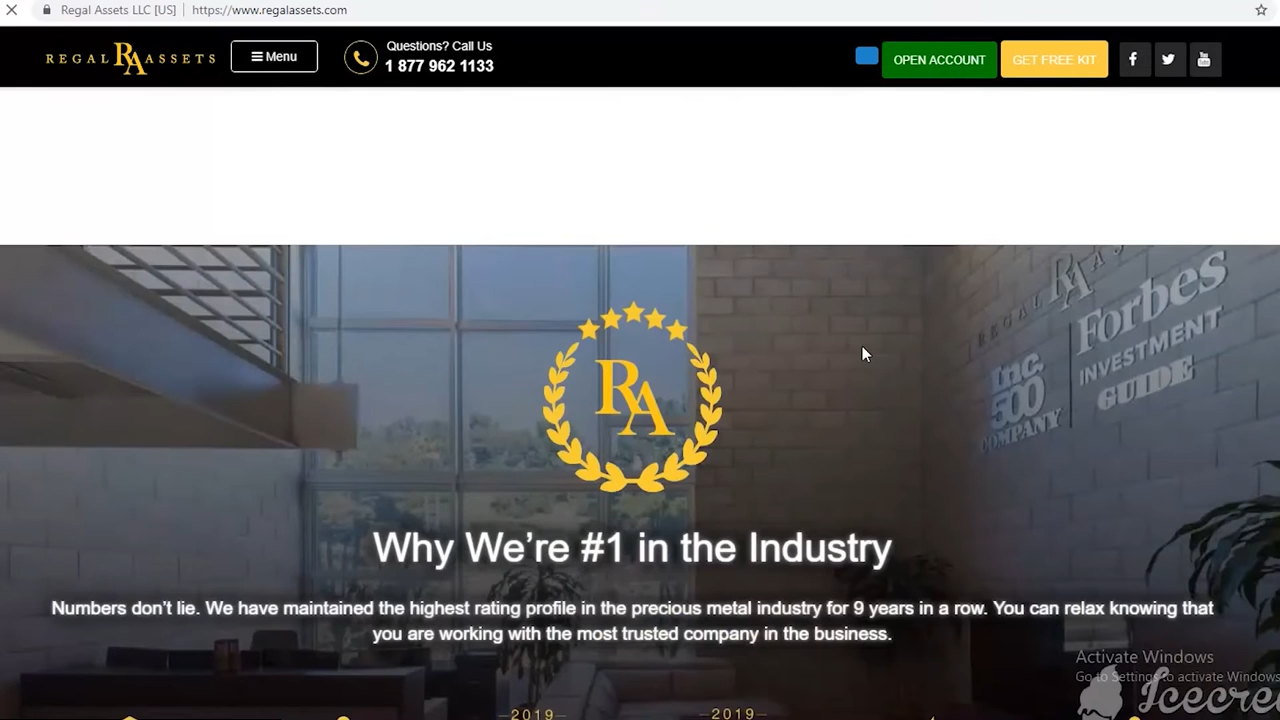 Regal Assets LLC [US] | https://www.regalassets.com
REGAL RA ASSETS
Menu
Questions? Call Us
1 877 962 1133
OPEN ACCOUNT
GET FREE KIT
REGAL RA
Inc.
500
COMPANY
Forbes
INVESTMENT
GUIDE
RA
Why We're #1 in the Industry
Numbers don't lie. We have maintained the highest rating profile in the precious metal industry for 9 years in a row. You can relax knowing that
you are working with the most trusted company in the business.
Activate Windows
Go to Settings to activate Windows
Icecre
2019
2019